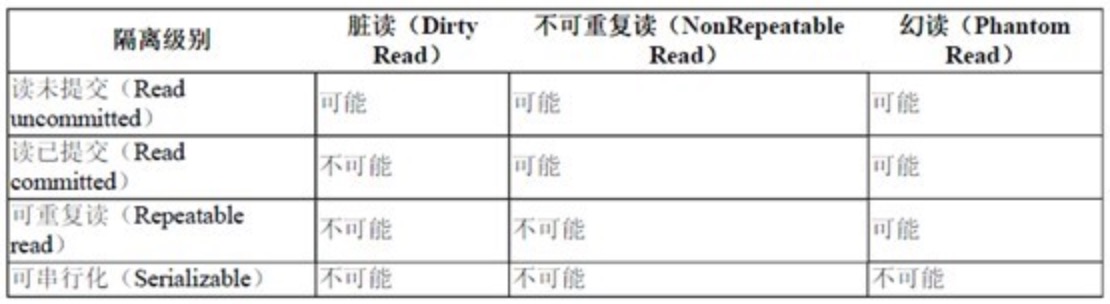 隔离级别 脏读（Dirty Read） 不可重复读（NonRepeatable Read） 幻读（Phantom Read）
读未提交（Read uncommitted） 可能 可能 可能
读已提交（Read committed） 不可能 可能 可能
可重复读（Repeatable read） 不可能 不可能 可能
可串行化（Serializable） 不可能 不可能 不可能